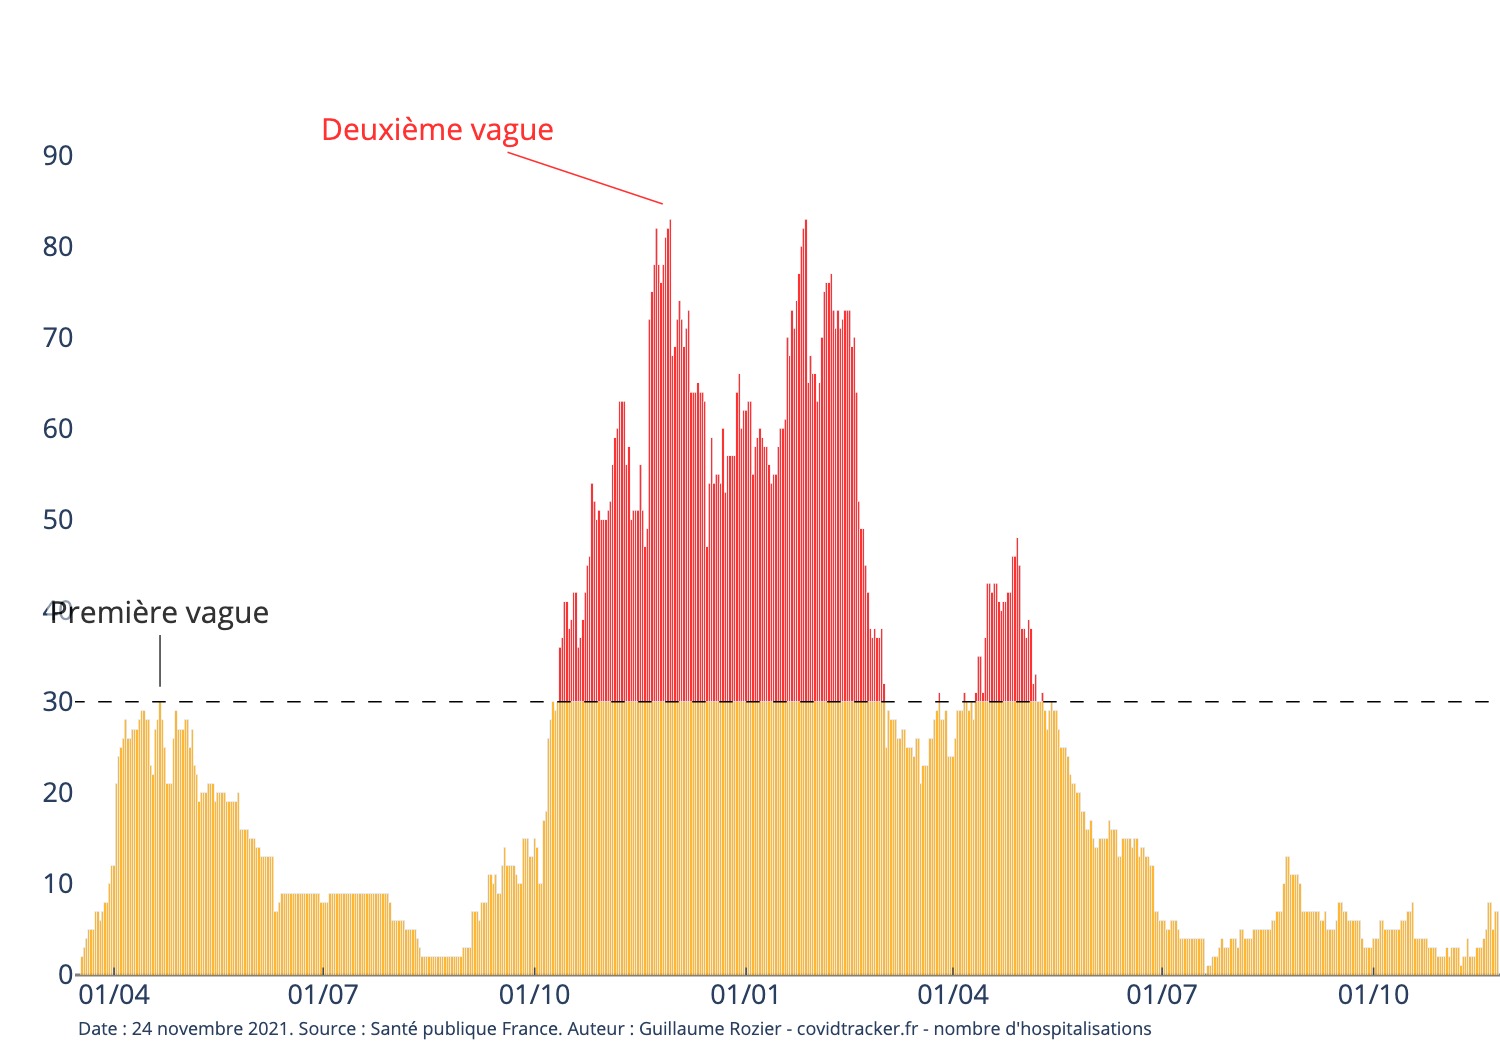 Deuxième vague
90
80
70
60
50
40
Première vague
30
20
10
0
01/04 01/07 01/10 01/01 01/04 01/07 01/10
Date : 24 novembre 2021. Source : Santé publique France. Auteur : Guillaume Rozier - covidtracker.fr - nombre d'hospitalisations